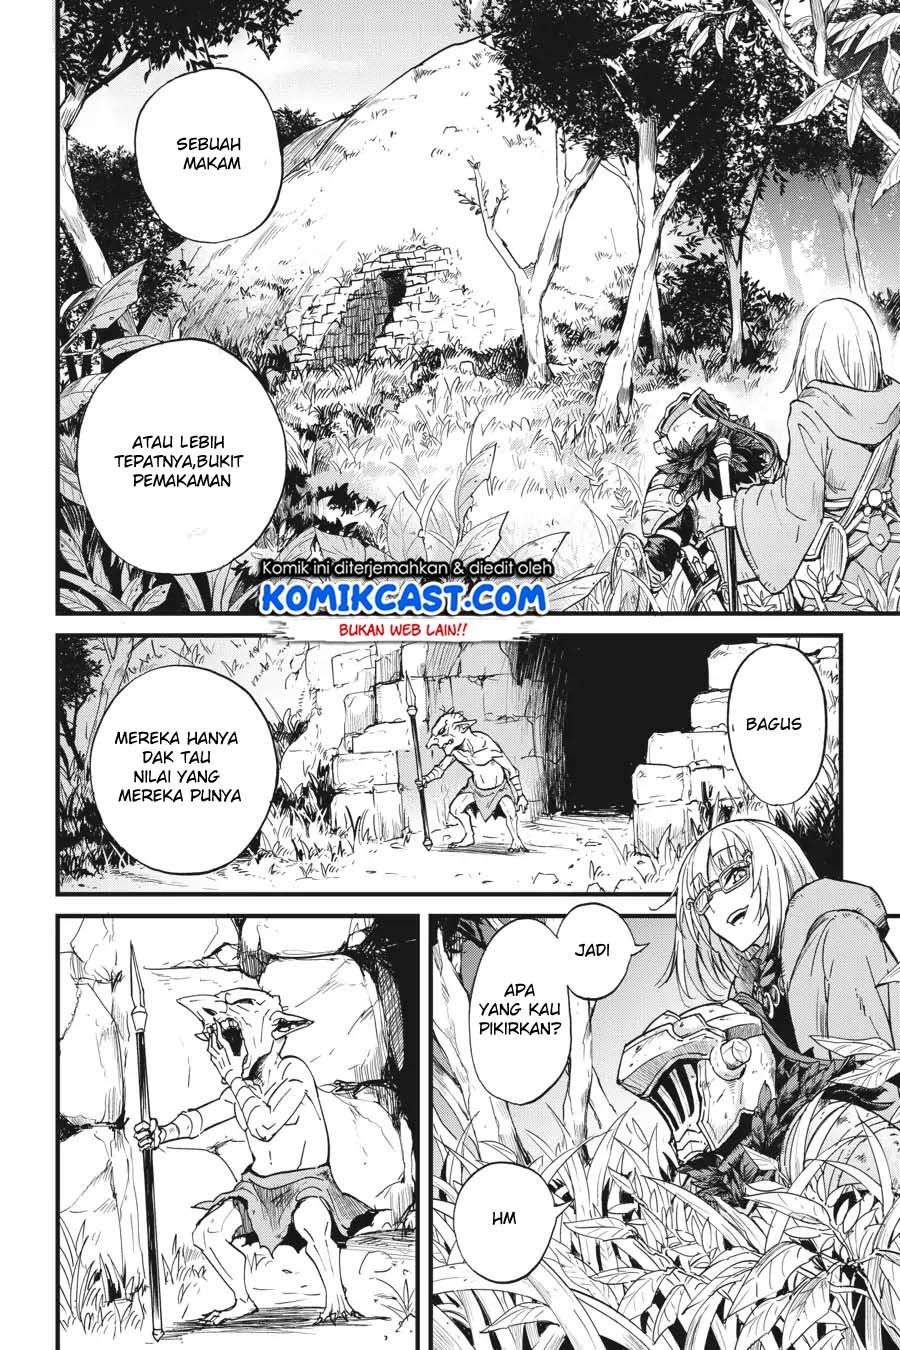 SEBUAH
MAKAM
ATAU LEBIH
TEPATNYA,BUKIT
PEMAKAMAN
Komik ini diterjemahkan & diedit oleh
KOMIKCAST.COM
BUKAN WEB LAIN!!
BAGUS
MEREKA HANYA
DAK TAU
NILAI YANG
MEREKA PUNYA
JADI
APA
YANG KAU
PIKIRKAN?
HM